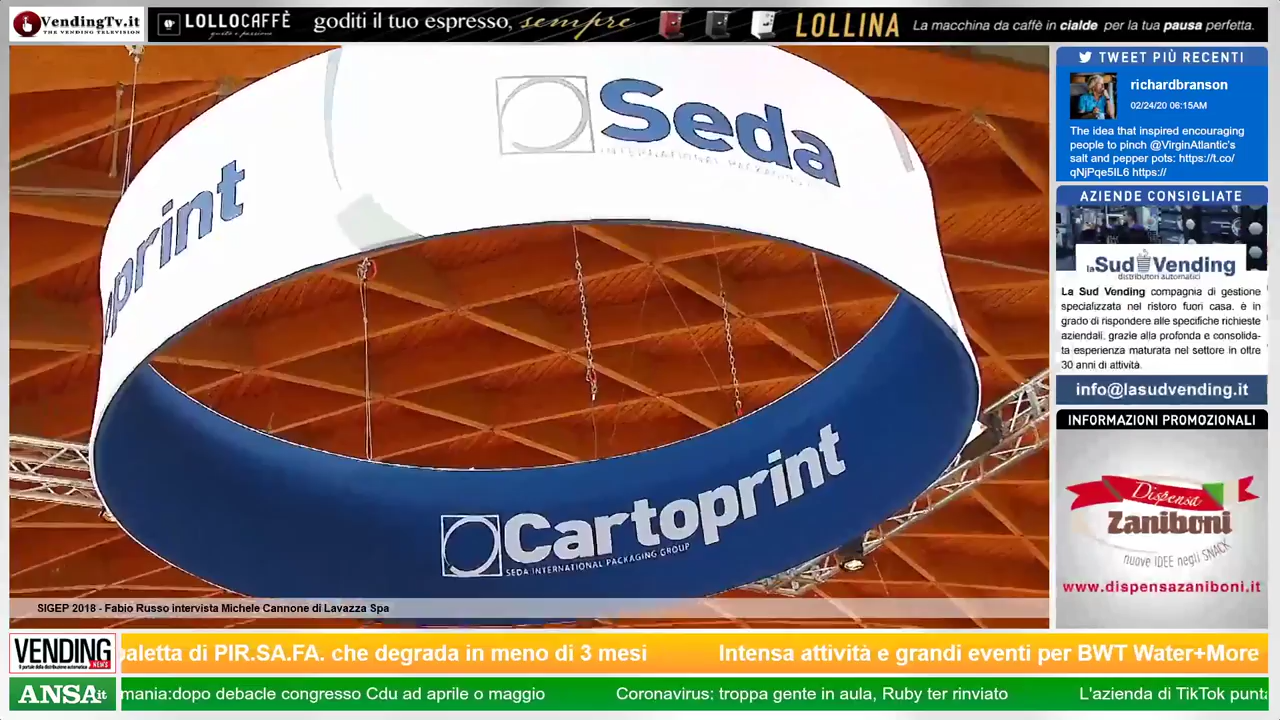 VendingTv.it
THE VENDING TELEVISION
LOLLOCAFFÈ
gusto e passione
goditi il tuo espresso, sempre
LOLLINA
La macchina da caffè in cialde per la tua pausa perfetta.
Seda
INTERNATIONAL PACKAGING
oprint
Cartoprint
SEDA INTERNATIONAL PACKAGING GROUP
SIGEP 2018 - Fabio Russo intervista Michele Cannone di Lavazza Spa
TWEET PIÙ RECENTI
richardbranson
02/24/20 06:15AM
The idea that inspired encouraging
people to pinch @VirginAtlantic's
salt and pepper pots: https://t.co/
qNjPqe5IL6 https://
AZIENDE CONSIGLIATE
la Sud Vending
distributori automatici
La Sud Vending compagnia di gestione
specializzata nel ristoro fuori casa. è in
grado di rispondere alle specifiche richieste
aziendali. grazie alla profonda e consolida-
ta esperienza maturata nel settore in oltre
30 anni di attività.
info@lasudvending.it
INFORMAZIONI PROMOZIONALI
Dispensa
Zaniboni
nuove IDEE negli SNACK
www.dispensazaniboni.it
VENDING
Il portale della distribuzione automatica NEWS
paletta di PIR.SA.FA. che degrada in meno di 3 mesi Intensa attività e grandi eventi per BWT Water+More
ANSA.it
mania:dopo debacle congresso Cdu ad aprile o maggio Coronavirus: troppa gente in aula, Ruby ter rinviato L'azienda di TikTok punta